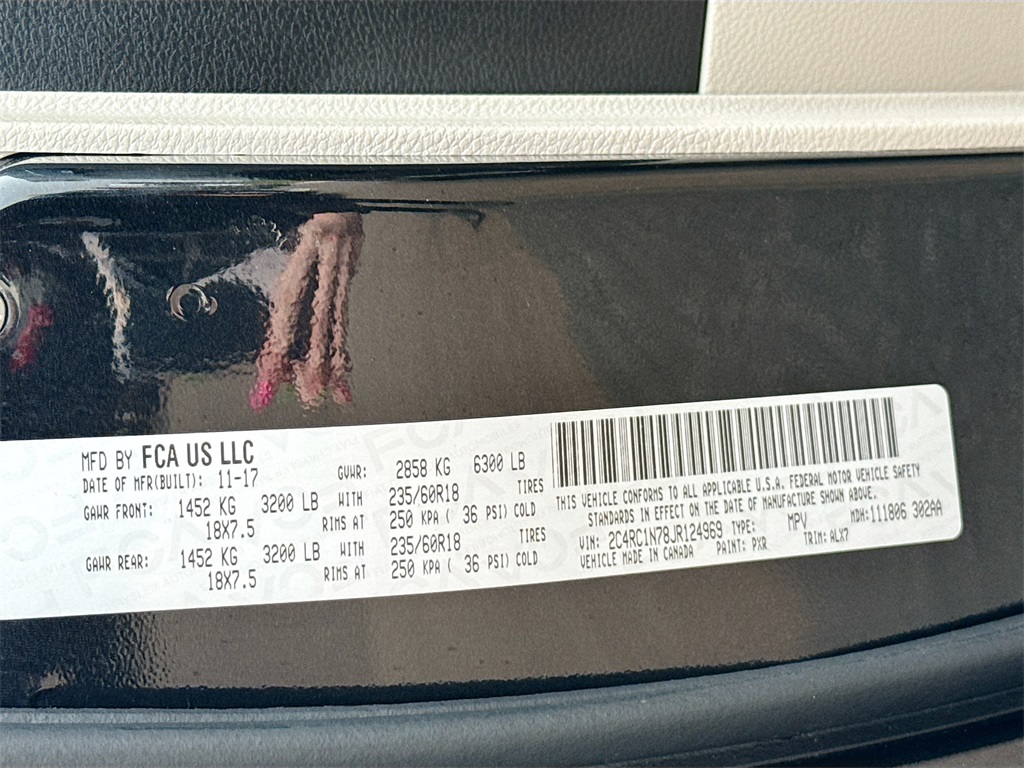 MFD BY FCA US LLC
DATE OF MFR(BUILT): 11-17
GVWR: 2858 KG 6300 LB
GAWR FRONT: 1452 KG 3200 LB WITH 235/60R18 TIRES
18X7.5 RIMS AT 250 KPA ( 36 PSI) COLD
GAWR REAR: 1452 KG 3200 LB WITH 235/60R18 TIRES
18X7.5 RIMS AT 250 KPA ( 36 PSI) COLD
THIS VEHICLE CONFORMS TO ALL APPLICABLE U.S.A. FEDERAL MOTOR VEHICLE SAFETY
STANDARDS IN EFFECT ON THE DATE OF MANUFACTURE SHOWN ABOVE.
VIN: 2C4RC1N78JR124969 TYPE: MPV MDH:111806 302AA
VEHICLE MADE IN CANADA PAINT: PXR TRIM: ALX7